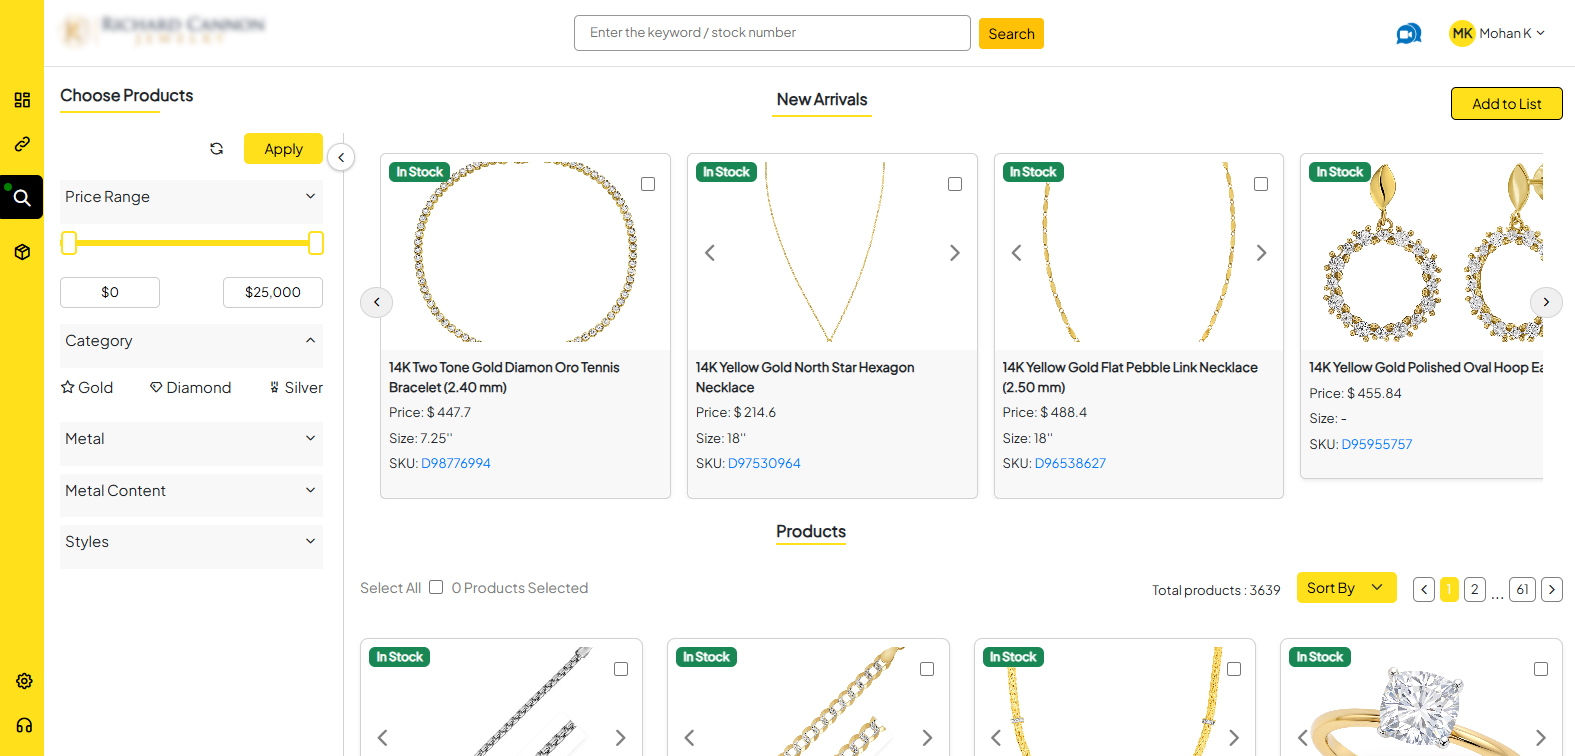 RICHARD CANNON
JEWELRY
Enter the keyword / stock number
Search
MK
Mohan K
Choose Products
New Arrivals
Add to List
Apply
Price Range
$0
$25,000
Category
Gold
Diamond
Silver
Metal
Metal Content
Styles
In Stock
14K Two Tone Gold Diamon Oro Tennis
Bracelet (2.40 mm)
Price: $ 447.7
Size: 7.25''
SKU: D98776994
In Stock
14K Yellow Gold North Star Hexagon
Necklace
Price: $ 214.6
Size: 18''
SKU: D97530964
In Stock
14K Yellow Gold Flat Pebble Link Necklace
(2.50 mm)
Price: $ 488.4
Size: 18''
SKU: D96538627
In Stock
14K Yellow Gold Polished Oval Hoop Ea
Price: $ 455.84
Size: -
SKU: D95955757
Products
Select All
0 Products Selected
Total products : 3639
Sort By
1
2
...
61
In Stock
In Stock
In Stock
In Stock